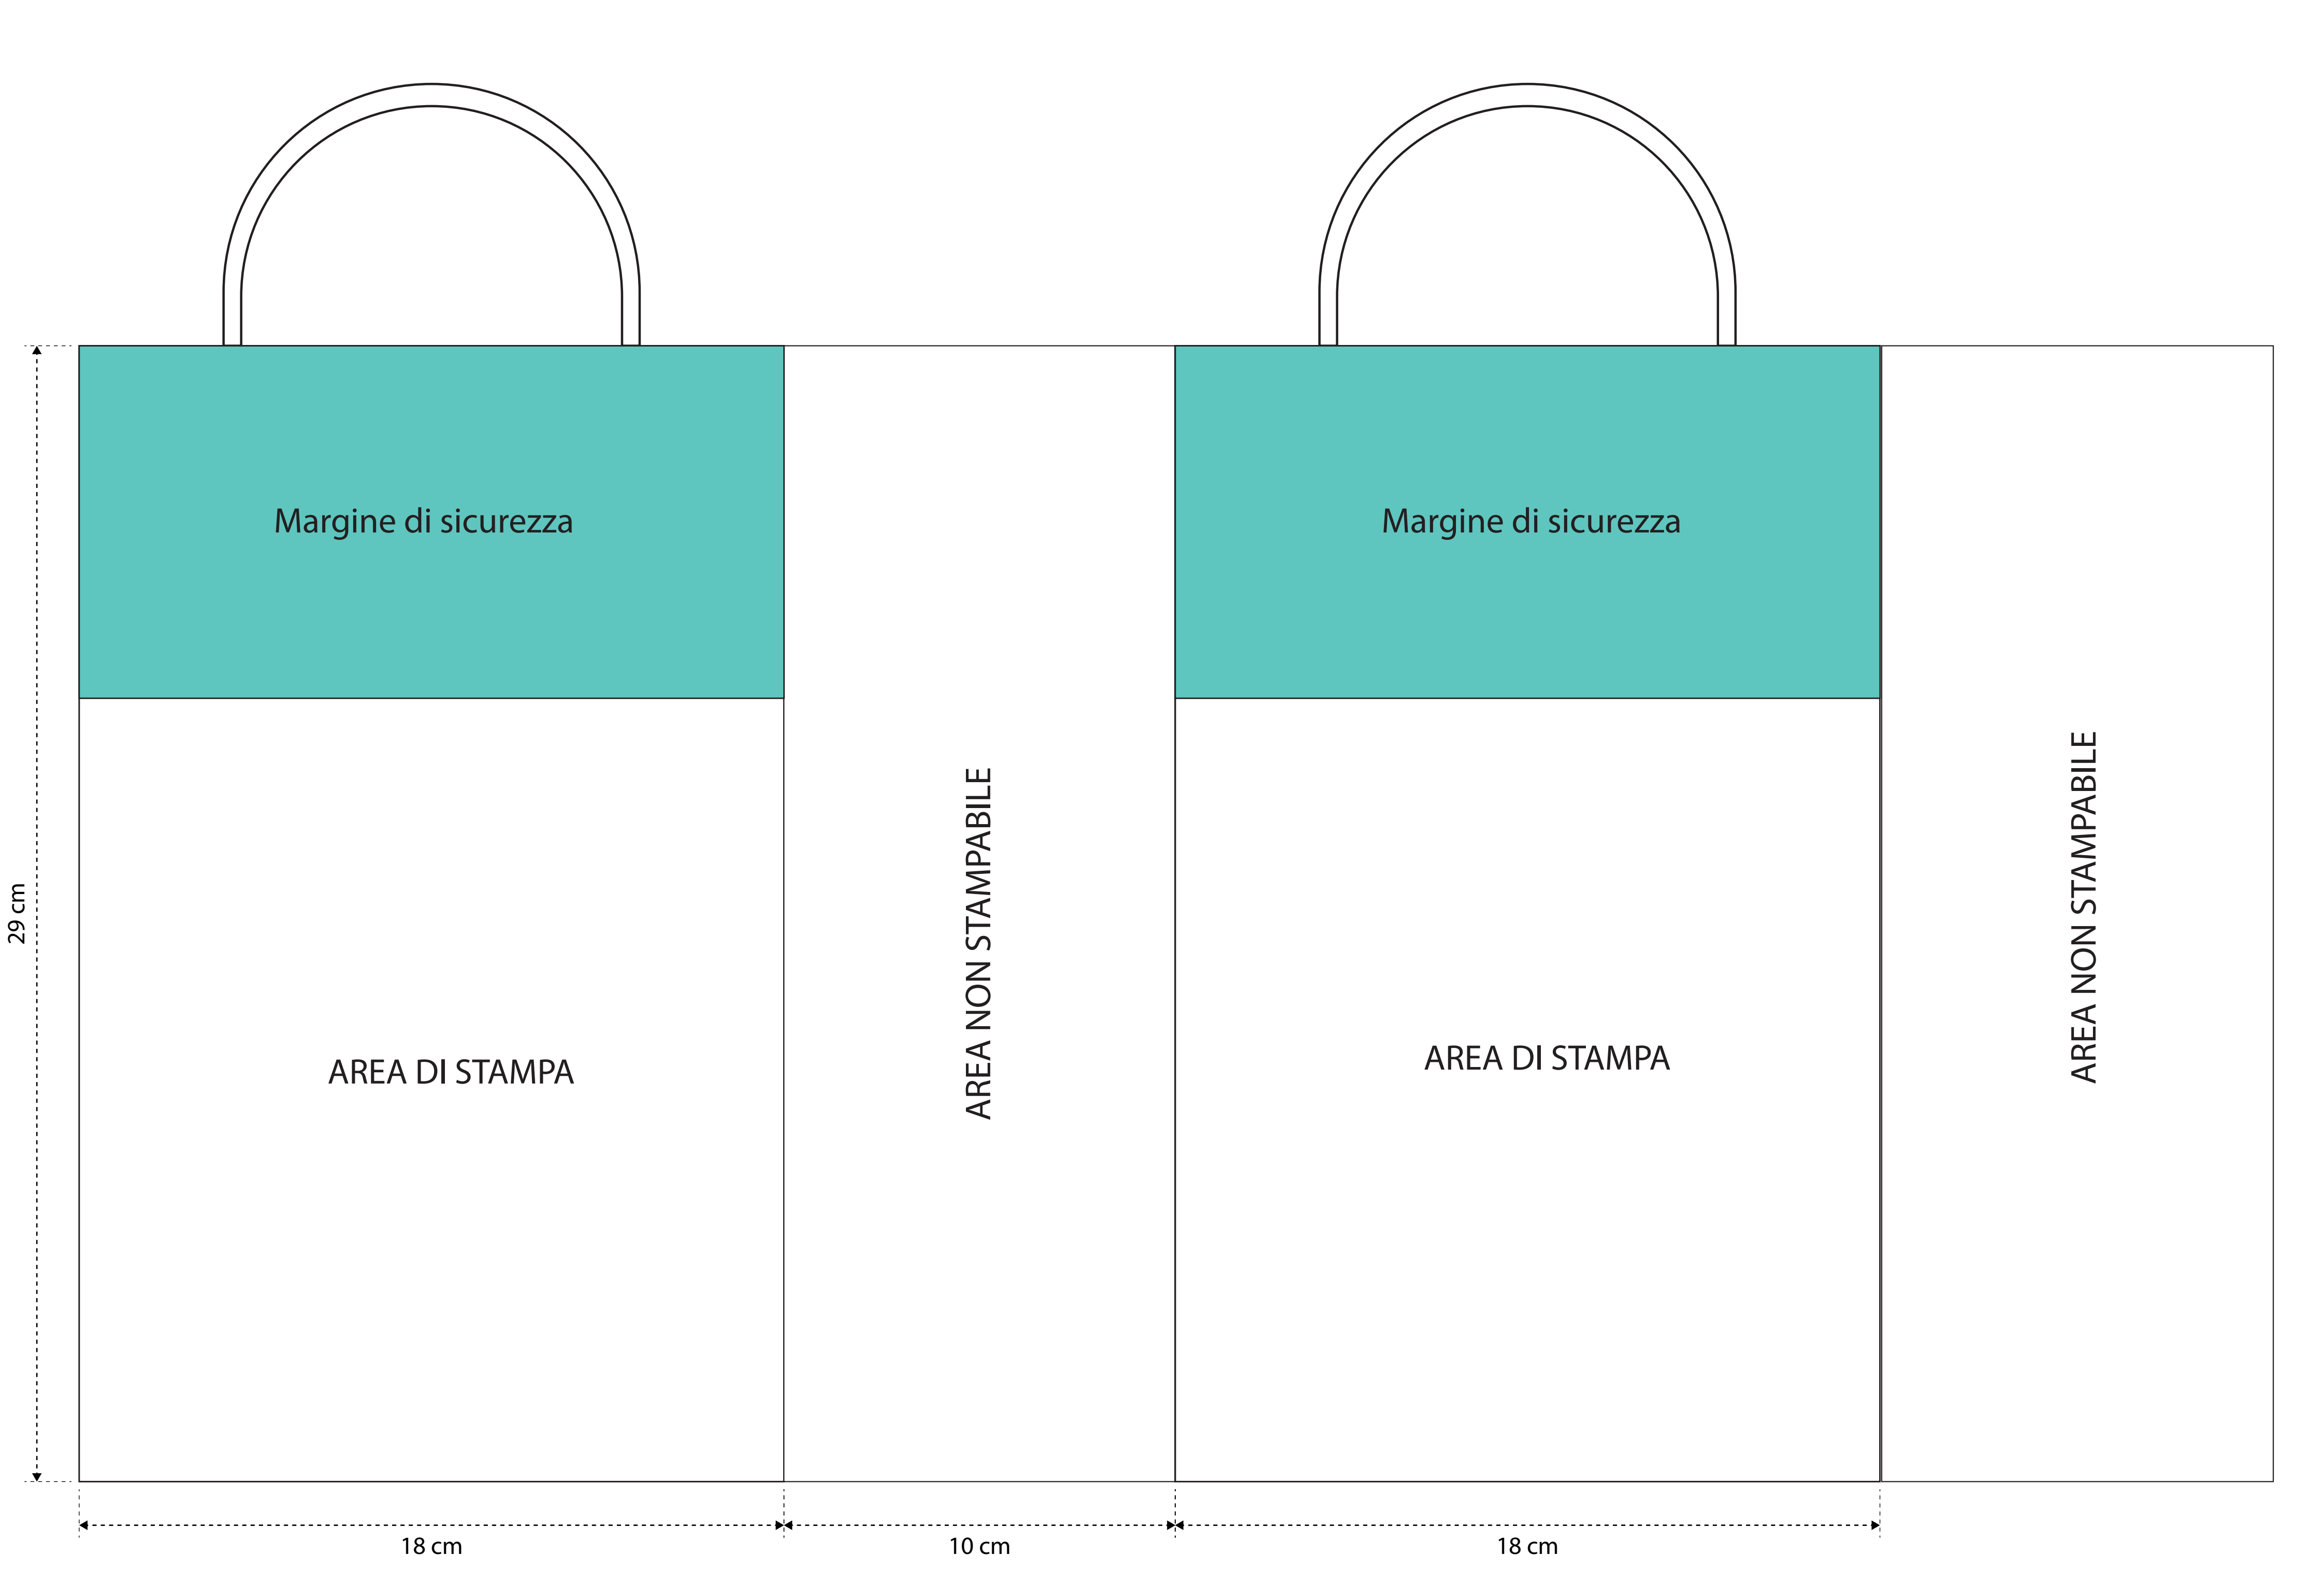 Margine di sicurezza
Margine di sicurezza
AREA NON STAMPABILE
AREA NON STAMPABILE
29 cm
AREA DI STAMPA
AREA DI STAMPA
18 cm
10 cm
18 cm